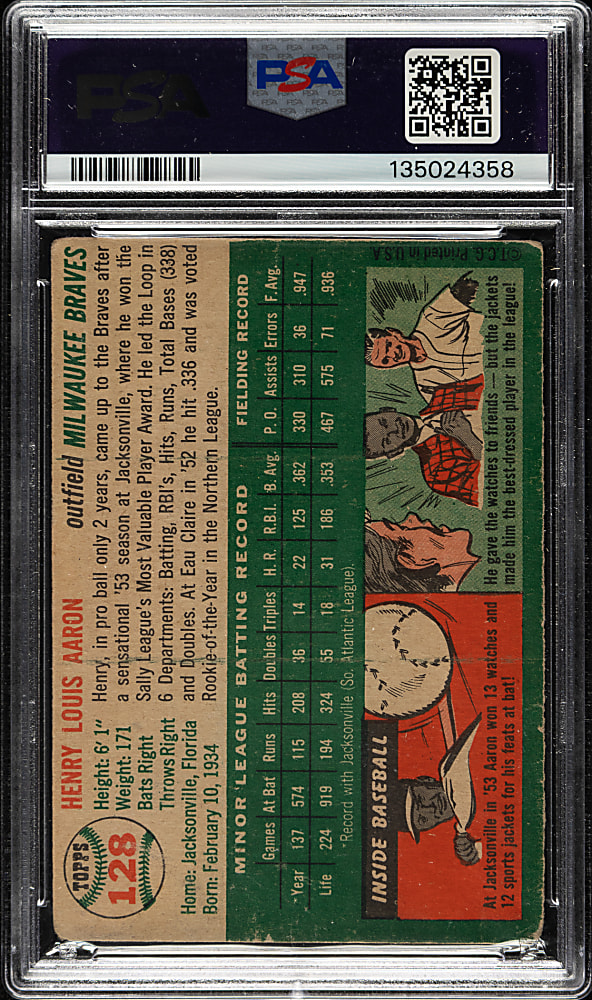 PSA
PSA
135024358
TOPPS
128
HENRY LOUIS AARON
outfield MILWAUKEE BRAVES
Height: 6' 1"
Weight: 171
Bats Right
Throws Right
Home: Jacksonville, Florida
Born: February 10, 1934
Henry, in pro ball only 2 years, came up to the Braves after
a sensational '53 season at Jacksonville, where he won the
Sally League's Most Valuable Player Award. He led the Loop in
6 Departments: Batting, RBI's, Hits, Runs, Total Bases (338)
and Doubles. At Eau Claire in '52 he hit .336 and was voted
Rookie-of-the-Year in the Northern League.
MINOR LEAGUE BATTING RECORD FIELDING RECORD
Games At Bat Runs Hits Doubles Triples H.R. R.B.I. B. Avg. P.O. Assists Errors F. Avg.
*Year 137 574 115 208 36 14 22 125 .362 330 310 36 .947
Life 224 919 194 324 55 18 31 186 .353 467 575 71 .936
*Record with Jacksonville (So. Atlantic League).
INSIDE BASEBALL
At Jacksonville in '53 Aaron won 13 watches and
12 sports jackets for his feats at bat!
He gave the watches to friends — but the jackets
made him the best-dressed player in the league!
©T.C.G. Printed in U.S.A.